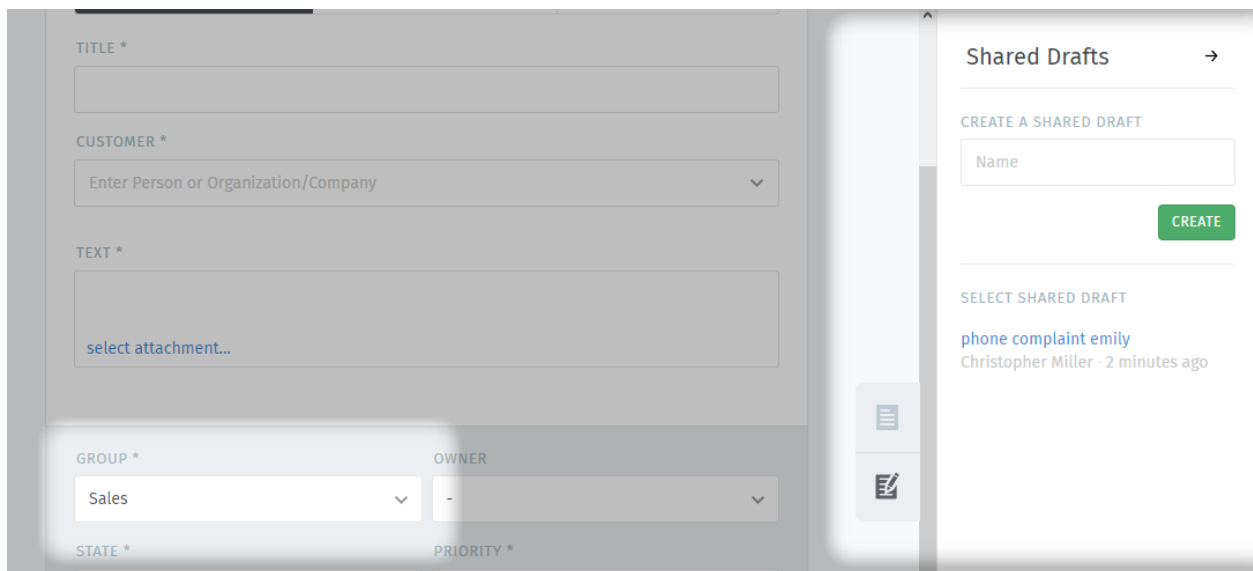 TITLE *
CUSTOMER *
Enter Person or Organization/Company
TEXT *
select attachment...
GROUP *
OWNER
Sales
-
STATE *
PRIORITY *
Shared Drafts →
CREATE A SHARED DRAFT
Name
CREATE
SELECT SHARED DRAFT
phone complaint emily
Christopher Miller · 2 minutes ago